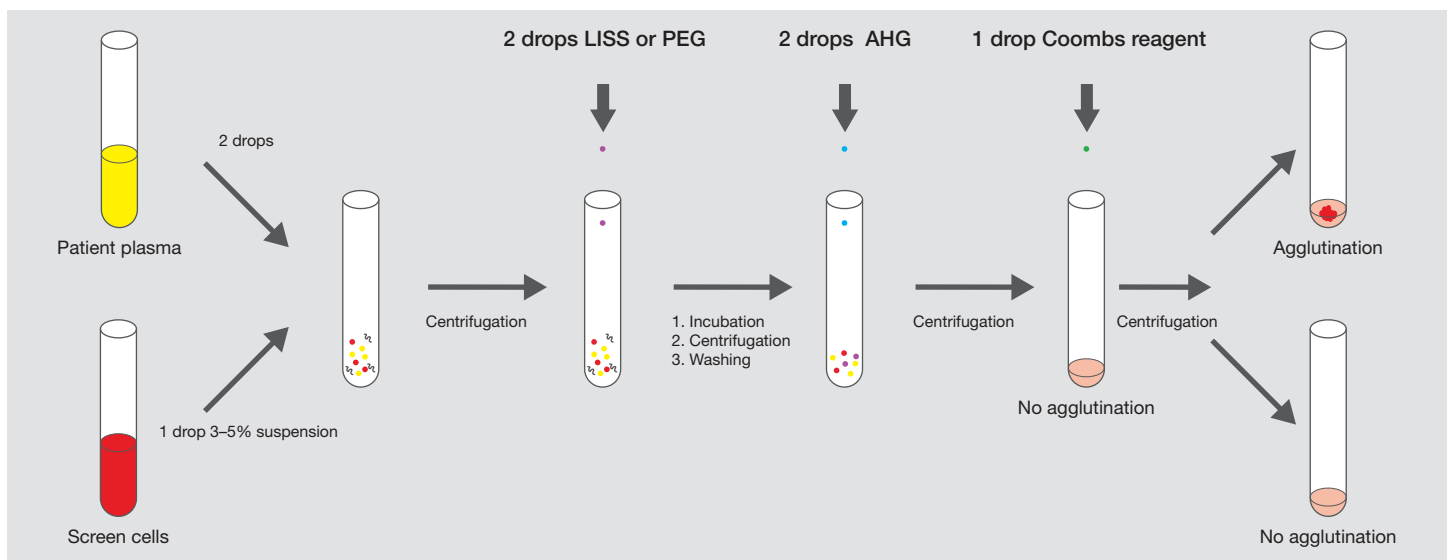 2 drops LISS or PEG
2 drops AHG
1 drop Coombs reagent
2 drops
Patient plasma
Agglutination
Centrifugation
1. Incubation
2. Centrifugation
3. Washing
Centrifugation
Centrifugation
No agglutination
1 drop 3–5% suspension
Screen cells
No agglutination